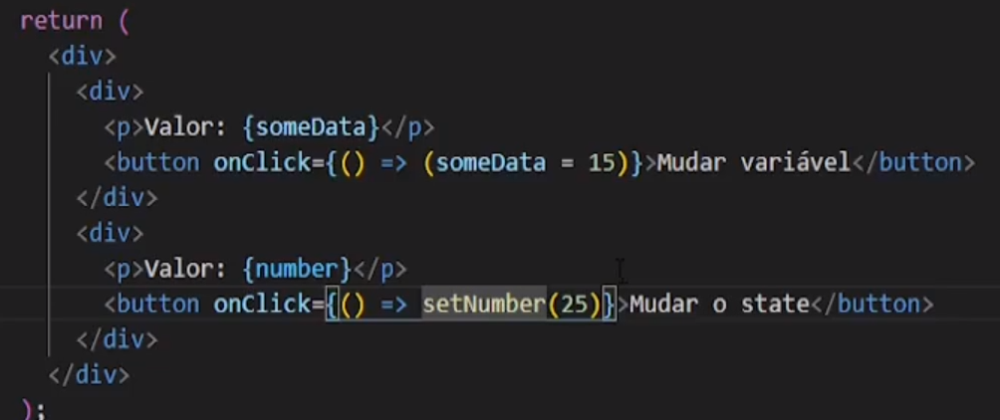 return (
<div>
<div>
<p>Valor: {someData}</p>
<button onClick={() => (someData = 15)}>Mudar variável</button>
</div>
<div>
<p>Valor: {number}</p>
<button onClick={() => setNumber(25)}>Mudar o state</button>
</div>
</div>
);